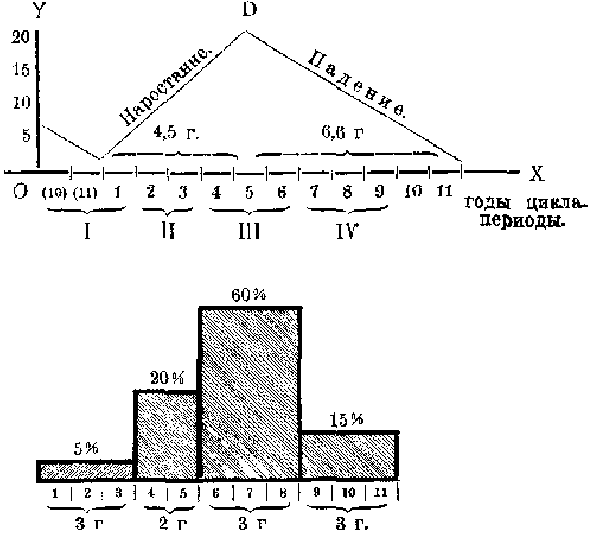 Y D
20
15
10
5
Наростание.
Падение.
4,5 г. 6,6 г
O (10) (11) 1 2 3 4 5 6 7 8 9 10 11 X
годы цикла
I II III IV периоды.
60%
20%
15%
5%
1 2 3 4 5 6 7 8 9 10 11
3 г 2 г 3 г 3 г.